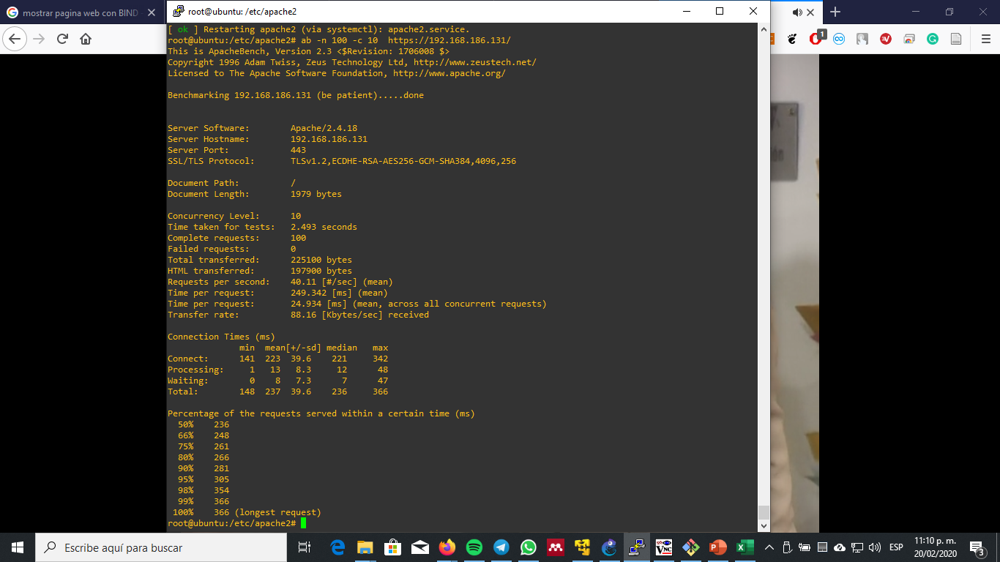 mostrar pagina web con BIND
root@ubuntu: /etc/apache2
1
[ ok ] Restarting apache2 (via systemctl): apache2.service.
root@ubuntu:/etc/apache2# ab -n 100 -c 10  https://192.168.186.131/
This is ApacheBench, Version 2.3 <$Revision: 1706008 $>
Copyright 1996 Adam Twiss, Zeus Technology Ltd, http://www.zeustech.net/
Licensed to The Apache Software Foundation, http://www.apache.org/
Benchmarking 192.168.186.131 (be patient).....done
Server Software:        Apache/2.4.18
Server Hostname:        192.168.186.131
Server Port:            443
SSL/TLS Protocol:       TLSv1.2,ECDHE-RSA-AES256-GCM-SHA384,4096,256
Document Path:          /
Document Length:        1979 bytes
Concurrency Level:      10
Time taken for tests:   2.493 seconds
Complete requests:      100
Failed requests:        0
Total transferred:      225100 bytes
HTML transferred:       197900 bytes
Requests per second:    40.11 [#/sec] (mean)
Time per request:       249.342 [ms] (mean)
Time per request:       24.934 [ms] (mean, across all concurrent requests)
Transfer rate:          88.16 [Kbytes/sec] received
Connection Times (ms)
              min  mean[+/-sd] median   max
Connect:      141  223  39.6    221     342
Processing:     1   13   8.3     12      48
Waiting:        0    8   7.3      7      47
Total:        148  237  39.6    236     366
Percentage of the requests served within a certain time (ms)
  50%    236
  66%    248
  75%    261
  80%    266
  90%    281
  95%    305
  98%    354
  99%    366
 100%    366 (longest request)
root@ubuntu:/etc/apache2#
Escribe aquí para buscar
ESP
11:10 p. m.
20/02/2020
3